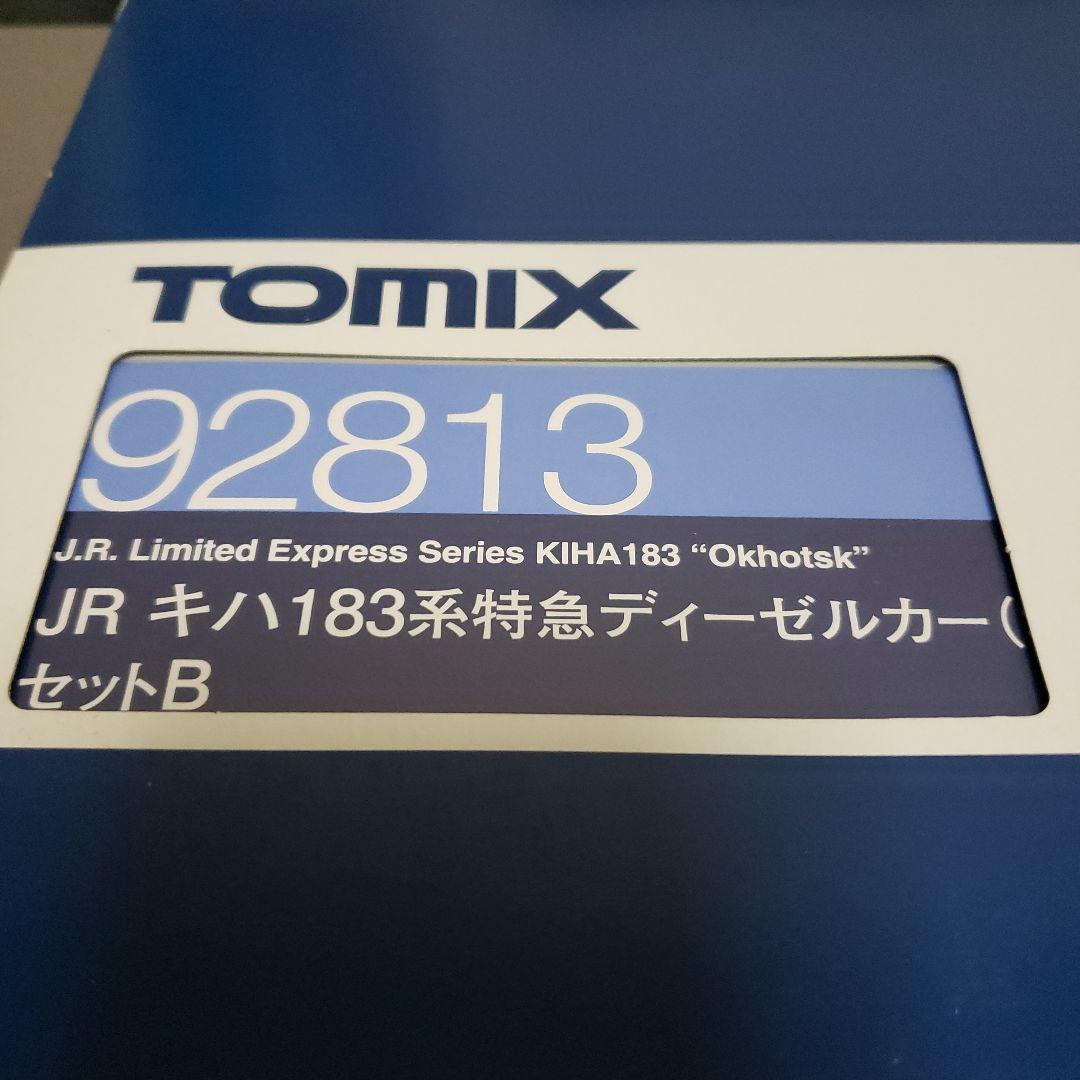 TOMIX
92813
J.R. Limited Express Series KIHA183 “Okhotsk”
JR キハ183系特急ディーゼルカー(
セットB